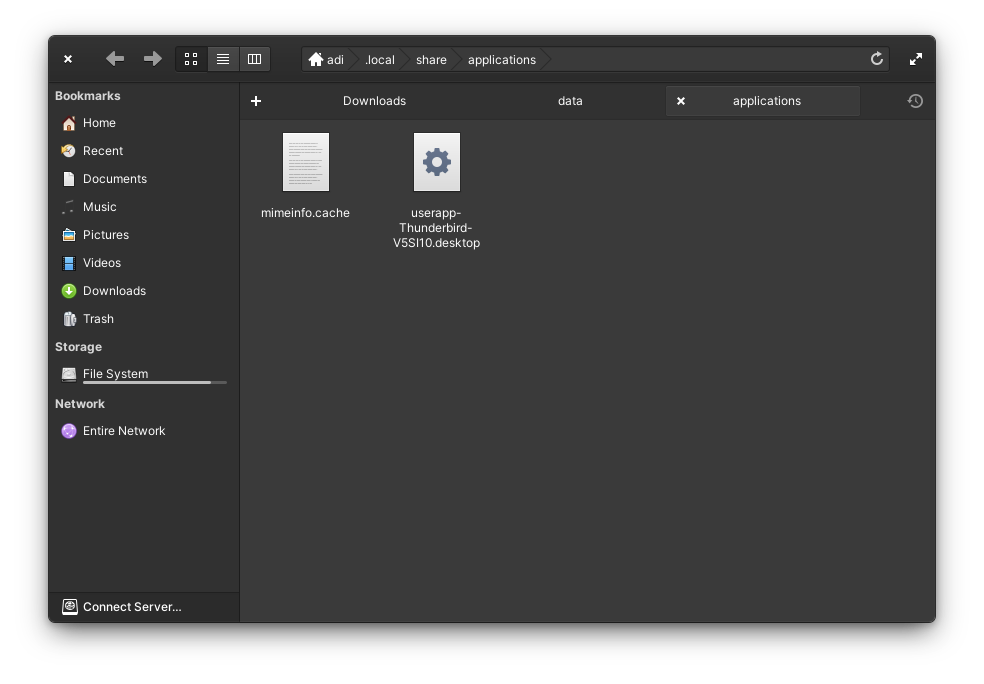 adi .local share applications
Bookmarks
Home
Recent
Documents
Music
Pictures
Videos
Downloads
Trash
Storage
File System
Network
Entire Network
Connect Server...
Downloads data applications
mimeinfo.cache
userapp-
Thunderbird-
V5SI10.desktop